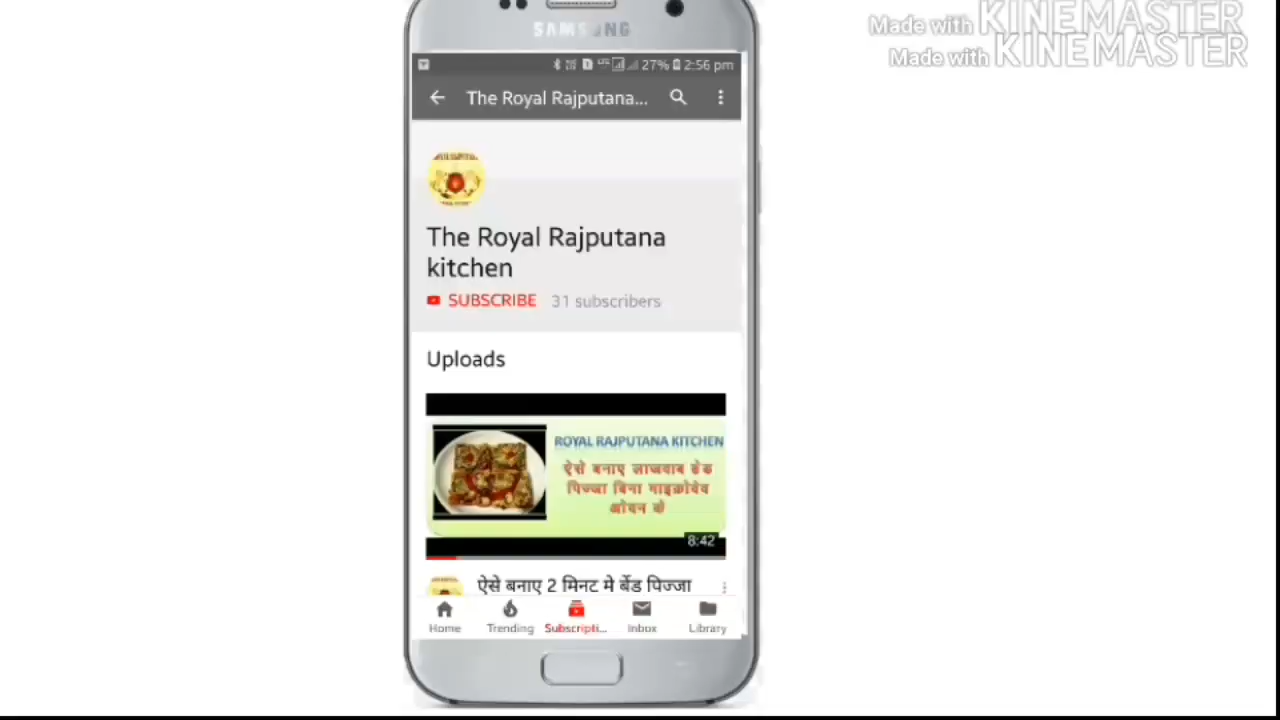 Made with KINEMASTER
Made with KINEMASTER
SAMSUNG
27% 2:56 pm
The Royal Rajputana...
The Royal Rajputana
kitchen
SUBSCRIBE 31 subscribers
Uploads
ROYAL RAJPUTANA KITCHEN
ऐसे बनाए लाजवाब ब्रेड
पिज्जा बिना माइक्रोवेव
ओवन के
8:42
ऐसे बनाए 2 मिनट मे ब्रेंड पिज्जा
Home Trending Subscripti... Inbox Library